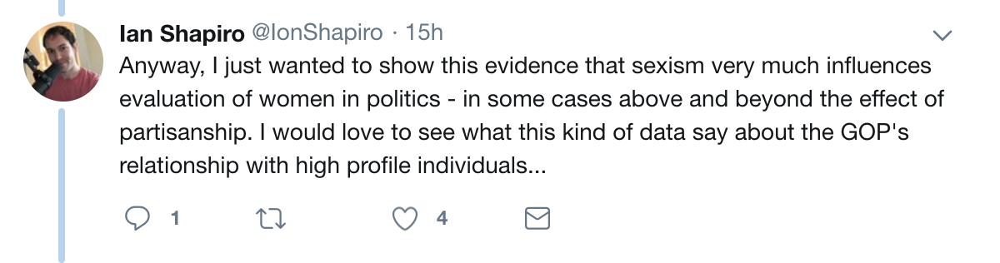 Ian Shapiro @IonShapiro · 15h
Anyway, I just wanted to show this evidence that sexism very much influences
evaluation of women in politics - in some cases above and beyond the effect of
partisanship. I would love to see what this kind of data say about the GOP's
relationship with high profile individuals...
1 4